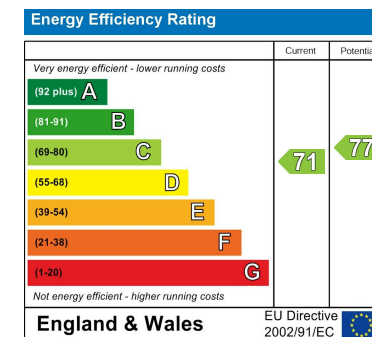 Energy Efficiency Rating
Current Potentia
Very energy efficient - lower running costs
(92 plus) A
(81-91) B
(69-80) C
71 77
(55-68) D
(39-54) E
(21-38) F
(1-20) G
Not energy efficient - higher running costs
England & Wales
EU Directive
2002/91/EC